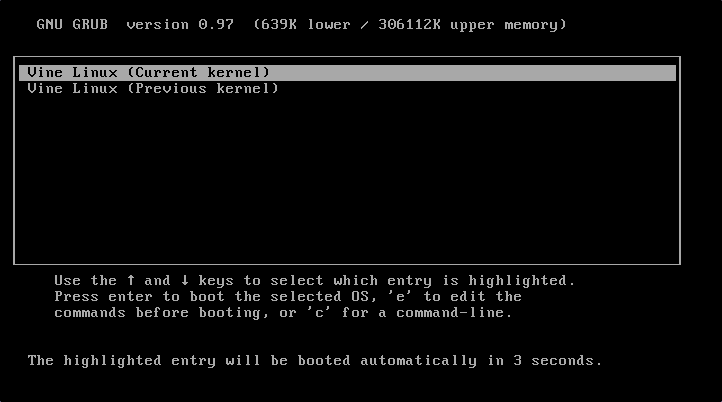 GNU GRUB  version 0.97  (639K lower / 306112K upper memory)
Vine Linux (Current kernel)
Vine Linux (Previous kernel)
Use the ↑ and ↓ keys to select which entry is highlighted.
Press enter to boot the selected OS, 'e' to edit the
commands before booting, or 'c' for a command-line.
The highlighted entry will be booted automatically in 3 seconds.